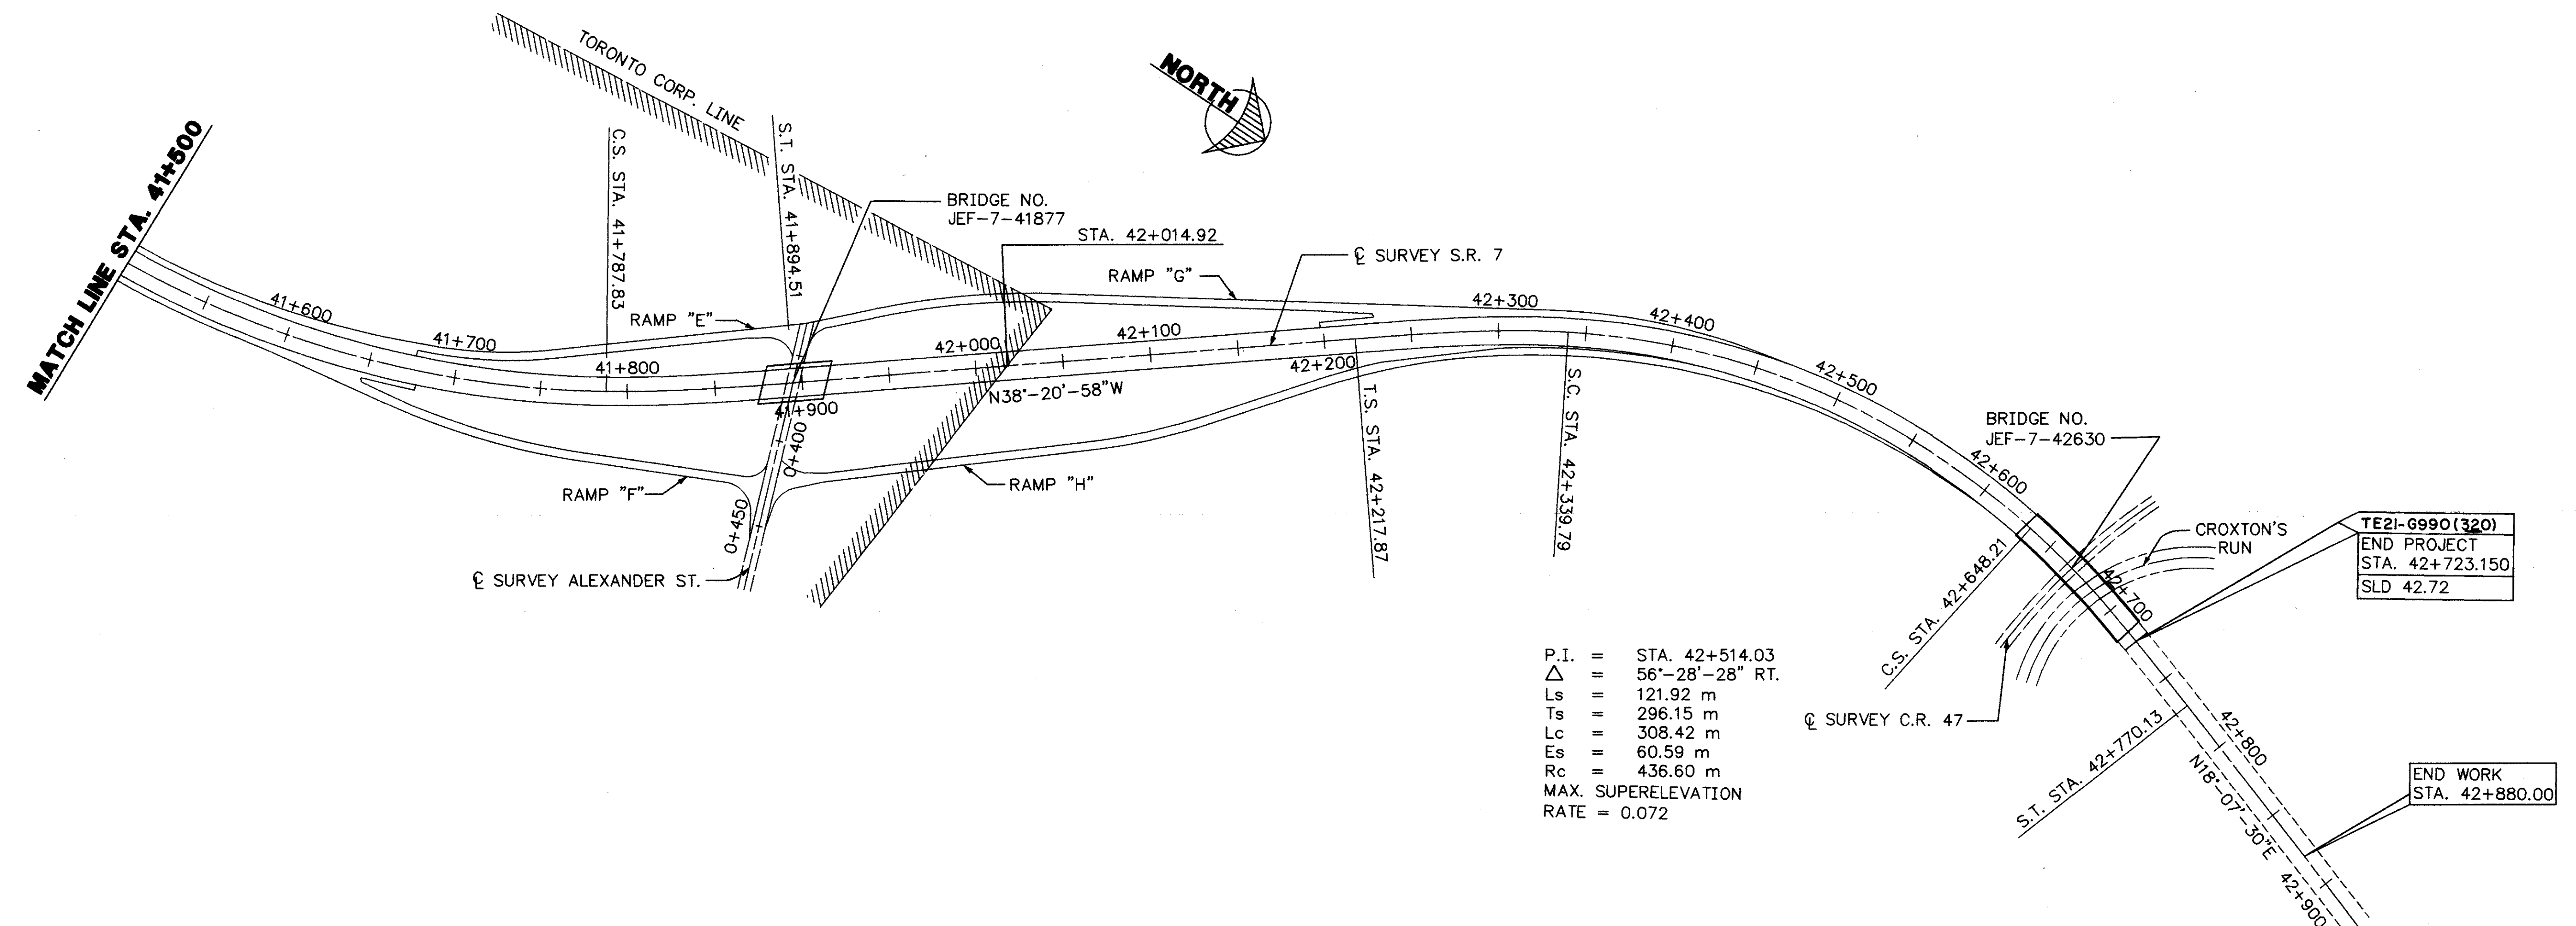 TORONTO CORP. LINE
NORTH
MATCH LINE STA. 41+500
C.S. STA. 41+787.83
S.T. STA. 41+894.51
BRIDGE NO.
JEF-7-41877
STA. 42+014.92
℄ SURVEY S.R. 7
RAMP "G"
RAMP "E"
41+600
41+700
41+800
41+900
42+000
42+100
42+200
42+300
42+400
42+500
42+600
42+700
42+800
42+900
N38°-20'-58"W
0+400
0+450
RAMP "F"
RAMP "H"
℄ SURVEY ALEXANDER ST.
T.S. STA. 42+217.87
S.C. STA. 42+339.79
BRIDGE NO.
JEF-7-42630
CROXTON'S
RUN
TE21-G990(320)
END PROJECT
STA. 42+723.150
SLD 42.72
C.S. STA. 42+648.21
℄ SURVEY C.R. 47
S.T. STA. 42+770.13
N18°-07'-30"E
END WORK
STA. 42+880.00
P.I. = STA. 42+514.03
△ = 56°-28'-28" RT.
Ls = 121.92 m
Ts = 296.15 m
Lc = 308.42 m
Es = 60.59 m
Rc = 436.60 m
MAX. SUPERELEVATION
RATE = 0.072